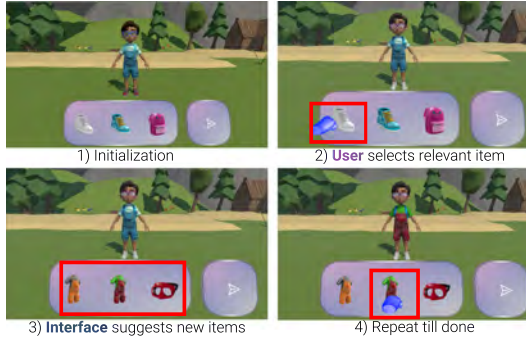 1) Initialization
2) User selects relevant item
3) Interface suggests new items
4) Repeat till done